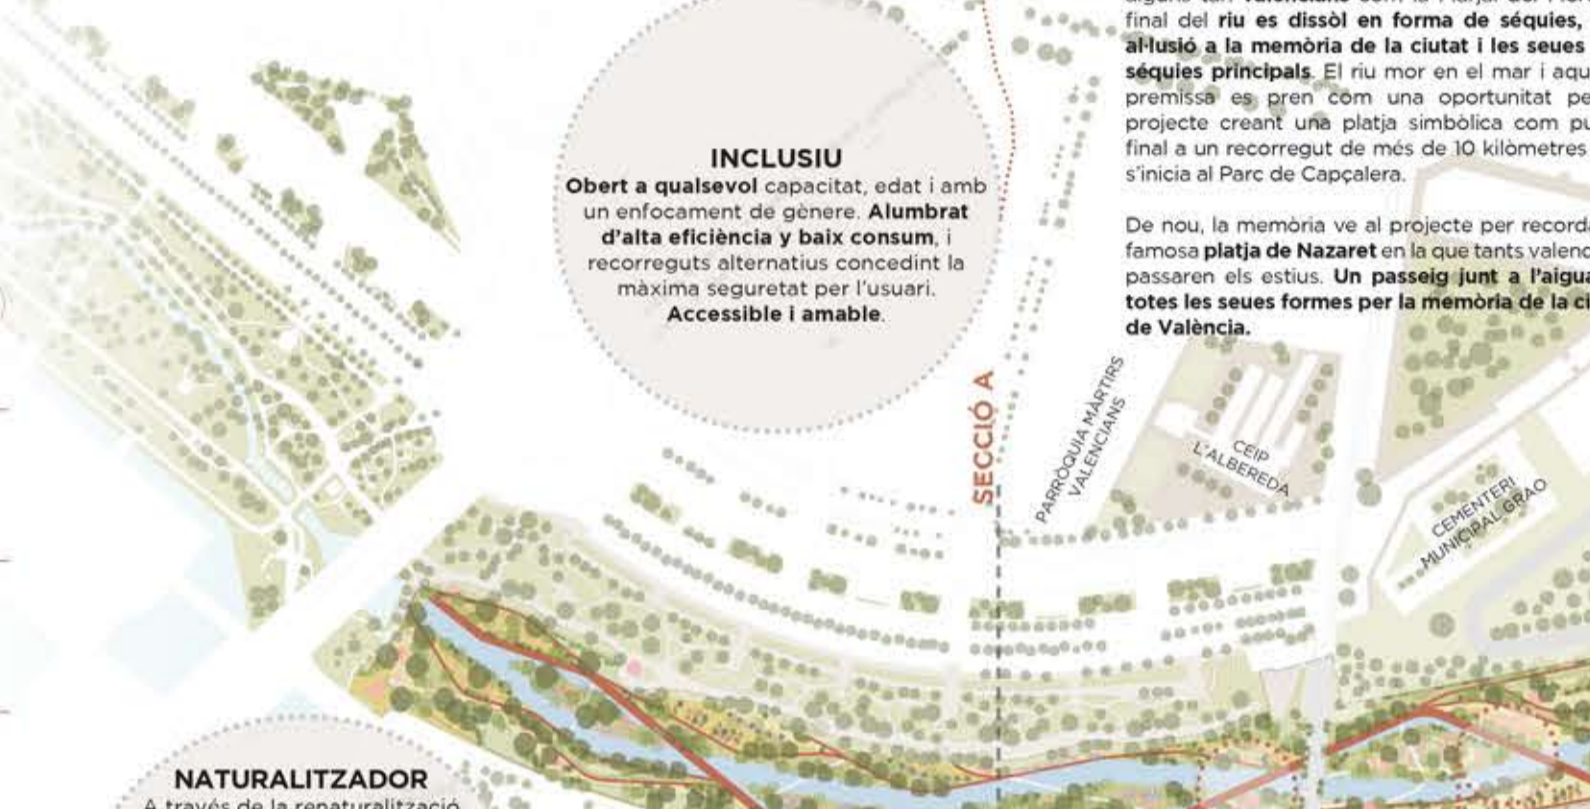 INCLUSIU
Obert a qualsevol capacitat, edat i amb
un enfocament de gènere. Alumbrat
d'alta eficiència y baix consum, i
recorreguts alternatius concedint la
màxima seguretat per l'usuari.
Accessible i amable.
final del riu es dissòl en forma de séquies,
al·lusió a la memòria de la ciutat i les seues
séquies principals. El riu mor en el mar i aqu
premissa es pren com una oportunitat pe
projecte creant una platja simbòlica com pu
final a un recorregut de més de 10 kilòmetres
s'inicia al Parc de Capçalera.
De nou, la memòria ve al projecte per recorda
famosa platja de Nazaret en la que tants valenc
passaren els estius. Un passeig junt a l'aigua
totes les seues formes per la memòria de la ci
de València.
SECCIÓ A
PARRÒQUIA MÀRTIRS
VALENCIANS
CEIP
L'ALBEREDA
CEMENTERI
MUNICIPAL GRAO
NATURALITZADOR
A través de la renaturalització